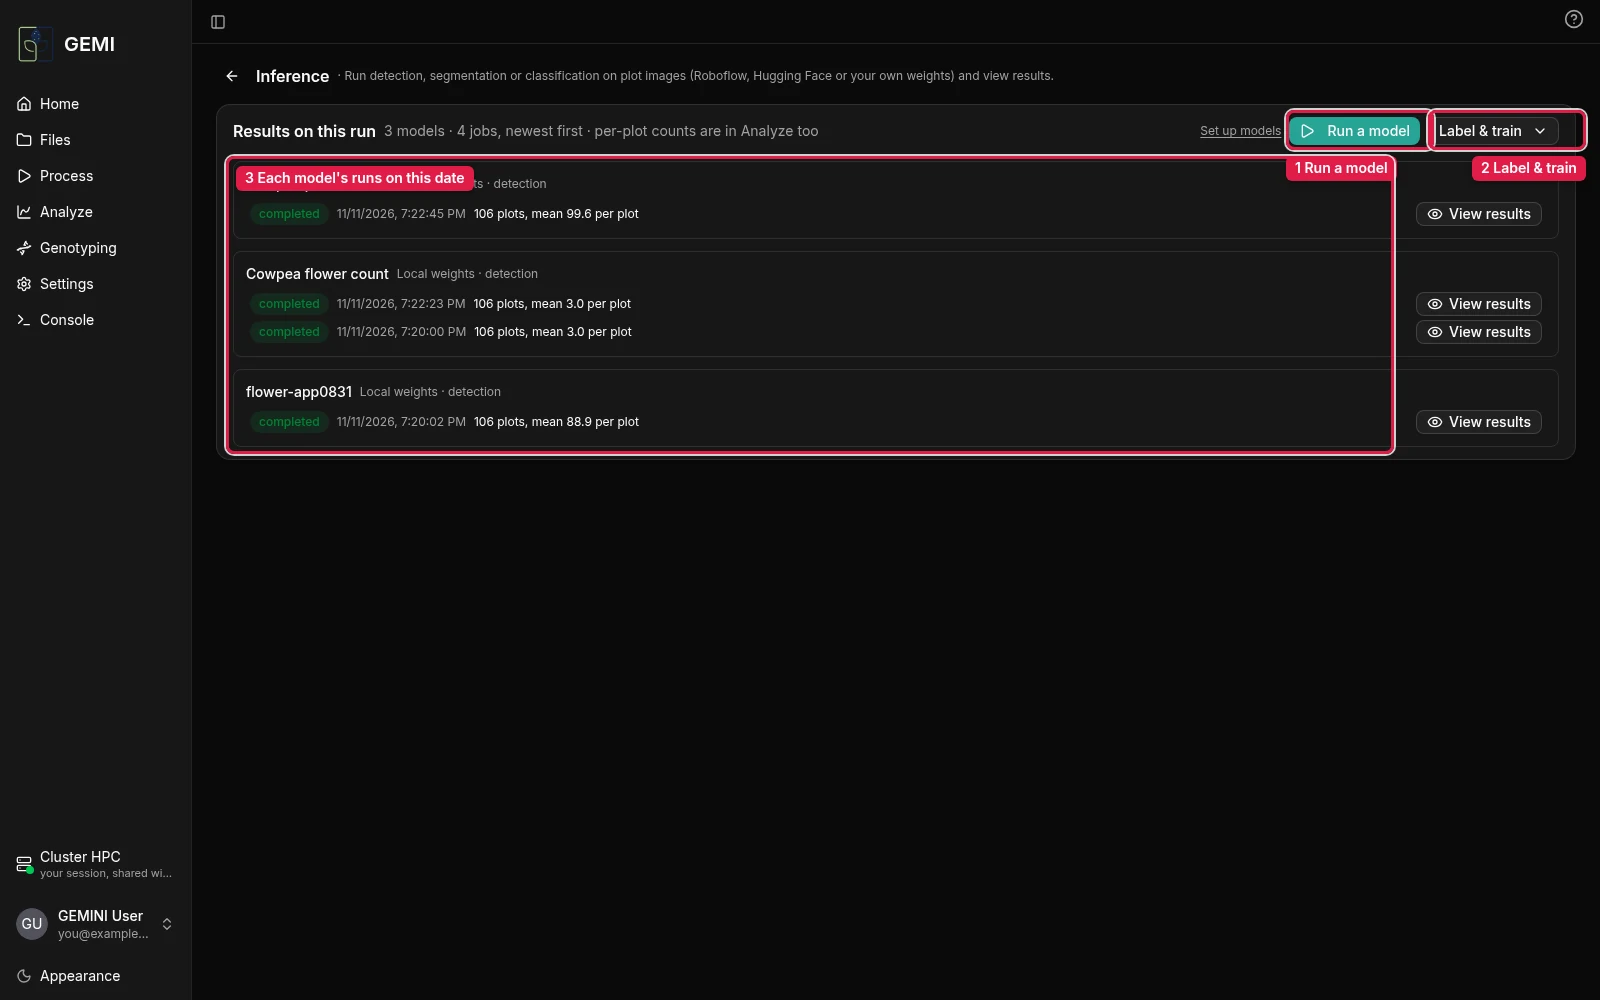 GEMI
Home
Files
Process
Analyze
Genotyping
Settings
Console
Cluster HPC
your session, shared wi...
GU
GEMINI User
you@example...
Appearance
Inference · Run detection, segmentation or classification on plot images (Roboflow, Hugging Face or your own weights) and view results.
Results on this run 3 models · 4 jobs, newest first · per-plot counts are in Analyze too
Set up models
Run a model
Label & train
1 Run a model
2 Label & train
3 Each model's runs on this date
· detection
completed 11/11/2026, 7:22:45 PM 106 plots, mean 99.6 per plot
View results
Cowpea flower count Local weights · detection
completed 11/11/2026, 7:22:23 PM 106 plots, mean 3.0 per plot
View results
completed 11/11/2026, 7:20:00 PM 106 plots, mean 3.0 per plot
View results
flower-app0831 Local weights · detection
completed 11/11/2026, 7:20:02 PM 106 plots, mean 88.9 per plot
View results